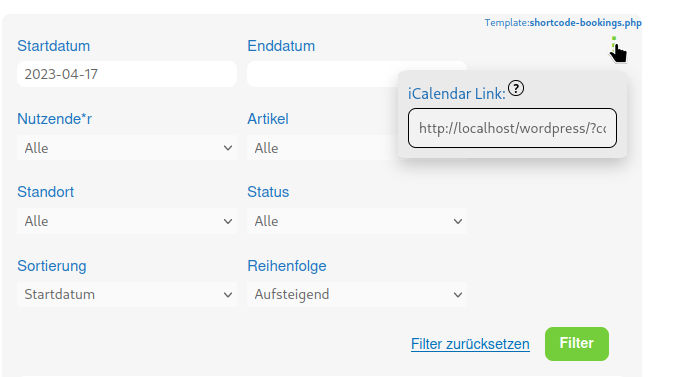 Template:shortcode-bookings.php
Startdatum
Enddatum
2023-04-17
iCalendar Link: ?
http://localhost/wordpress/?co
Nutzende*r
Artikel
Alle
Alle
Standort
Status
Alle
Alle
Sortierung
Reihenfolge
Startdatum
Aufsteigend
Filter zurücksetzen
Filter